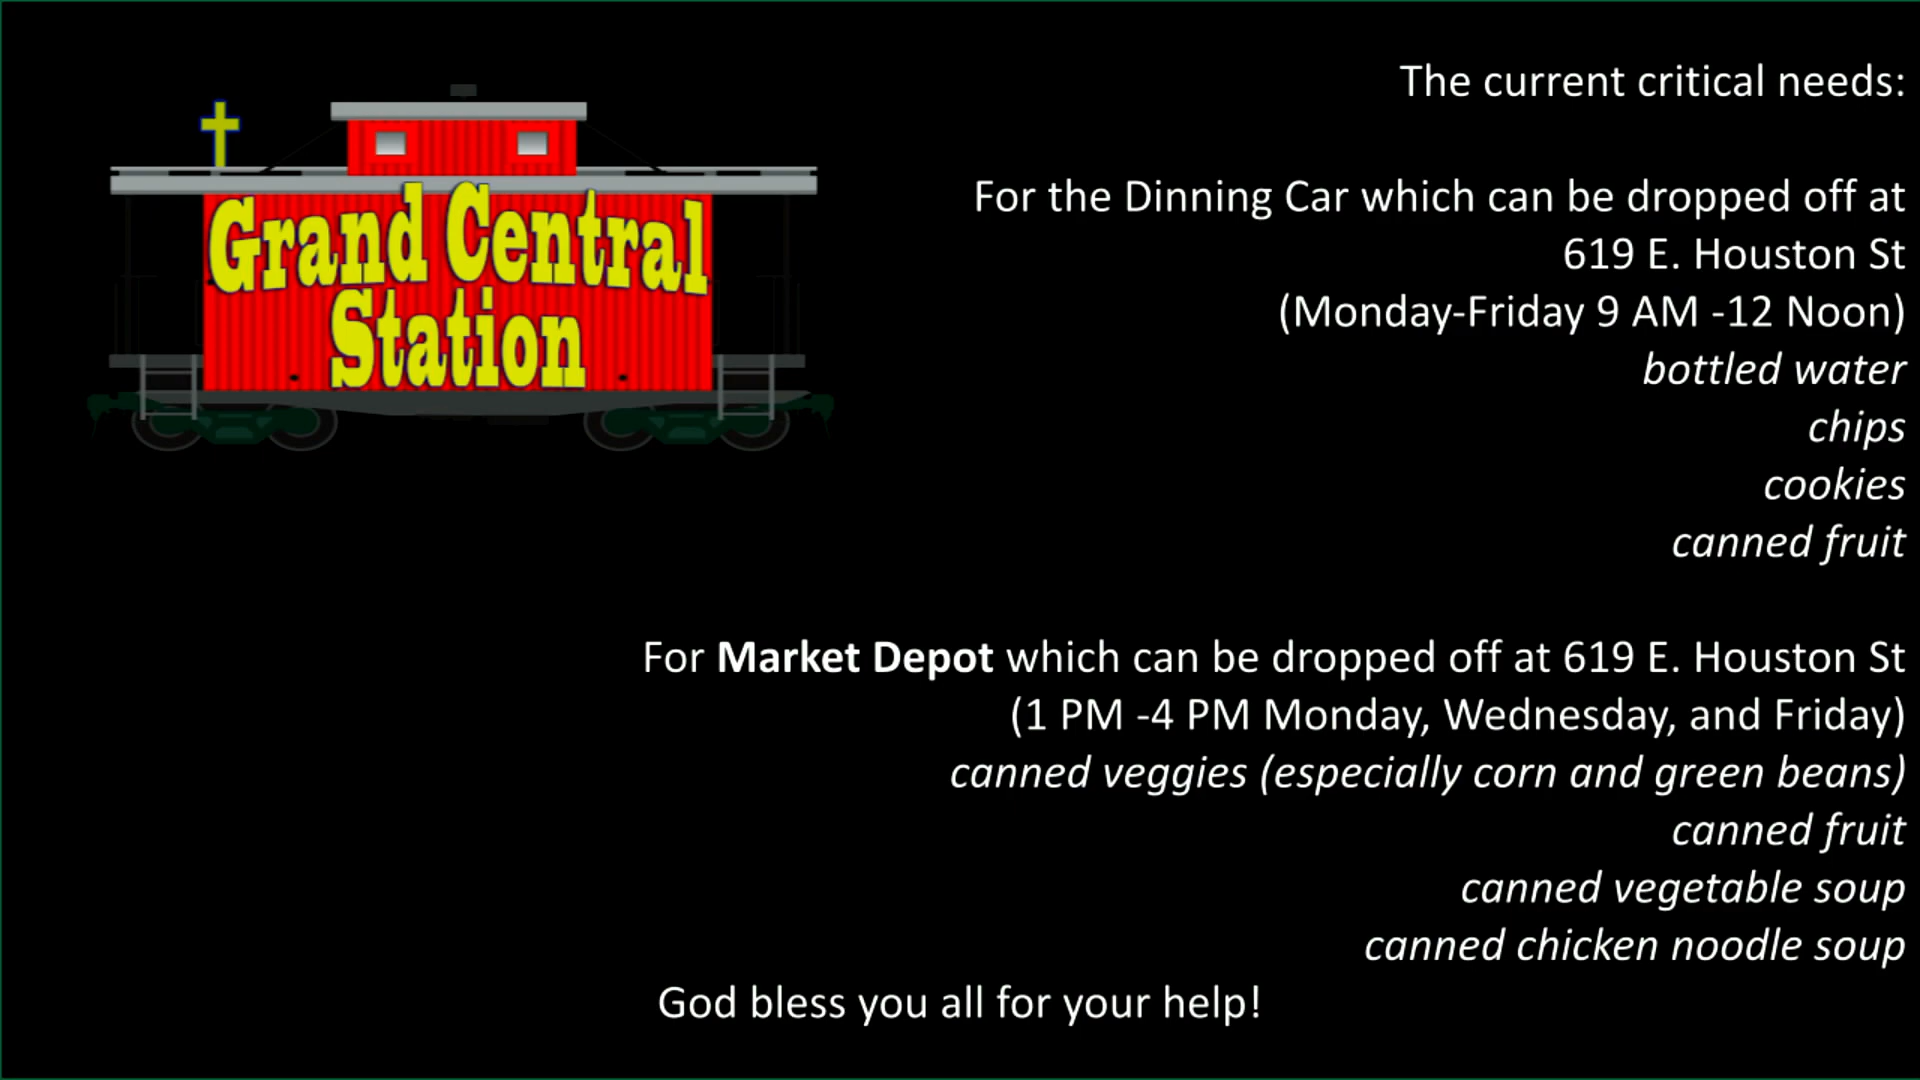 Grand Central
Station
The current critical needs:
For the Dinning Car which can be dropped off at
619 E. Houston St
(Monday-Friday 9 AM -12 Noon)
bottled water
chips
cookies
canned fruit
For Market Depot which can be dropped off at 619 E. Houston St
(1 PM -4 PM Monday, Wednesday, and Friday)
canned veggies (especially corn and green beans)
canned fruit
canned vegetable soup
canned chicken noodle soup
God bless you all for your help!